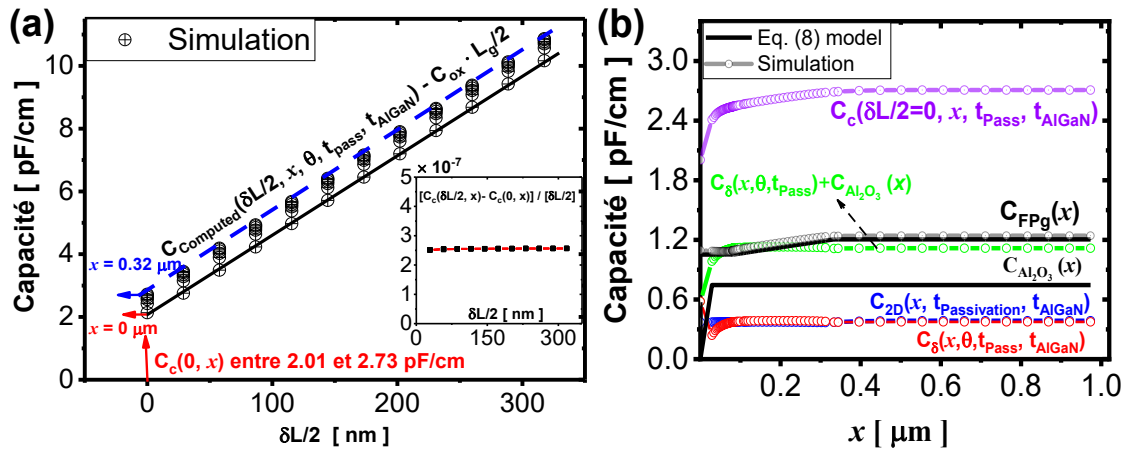 (a)
Simulation
C_Computed(δL/2, x, θ, t_pass, t_AlGaN) - C_ox . L_g/2
x = 0.32 µm
x = 0 µm
C_c(0, x) entre 2.01 et 2.73 pF/cm
Capacité [ pF/cm ]
10
8
6
4
2
0
0
100
200
300
δL/2 [ nm ]
× 10⁻⁷
[C_c(δL/2, x)- C_c(0, x)] / [δL/2]
5
4
3
2
1
0
0
150
300
δL/2 [ nm ]
(b)
Eq. (8) model
Simulation
C_c(δL/2=0, x, t_Pass, t_AlGaN)
C_δ(x,θ,t_Pass)+C_Al₂O₃ (x)
C_FPg(x)
C_Al₂O₃ (x)
C_2D(x, t_Passivation, t_AlGaN)
C_δ(x,θ,t_Pass, t_AlGaN)
Capacité [ pF/cm ]
3.0
2.4
1.8
1.2
0.6
0.0
0.2
0.4
0.6
0.8
1.0
x [ µm ]